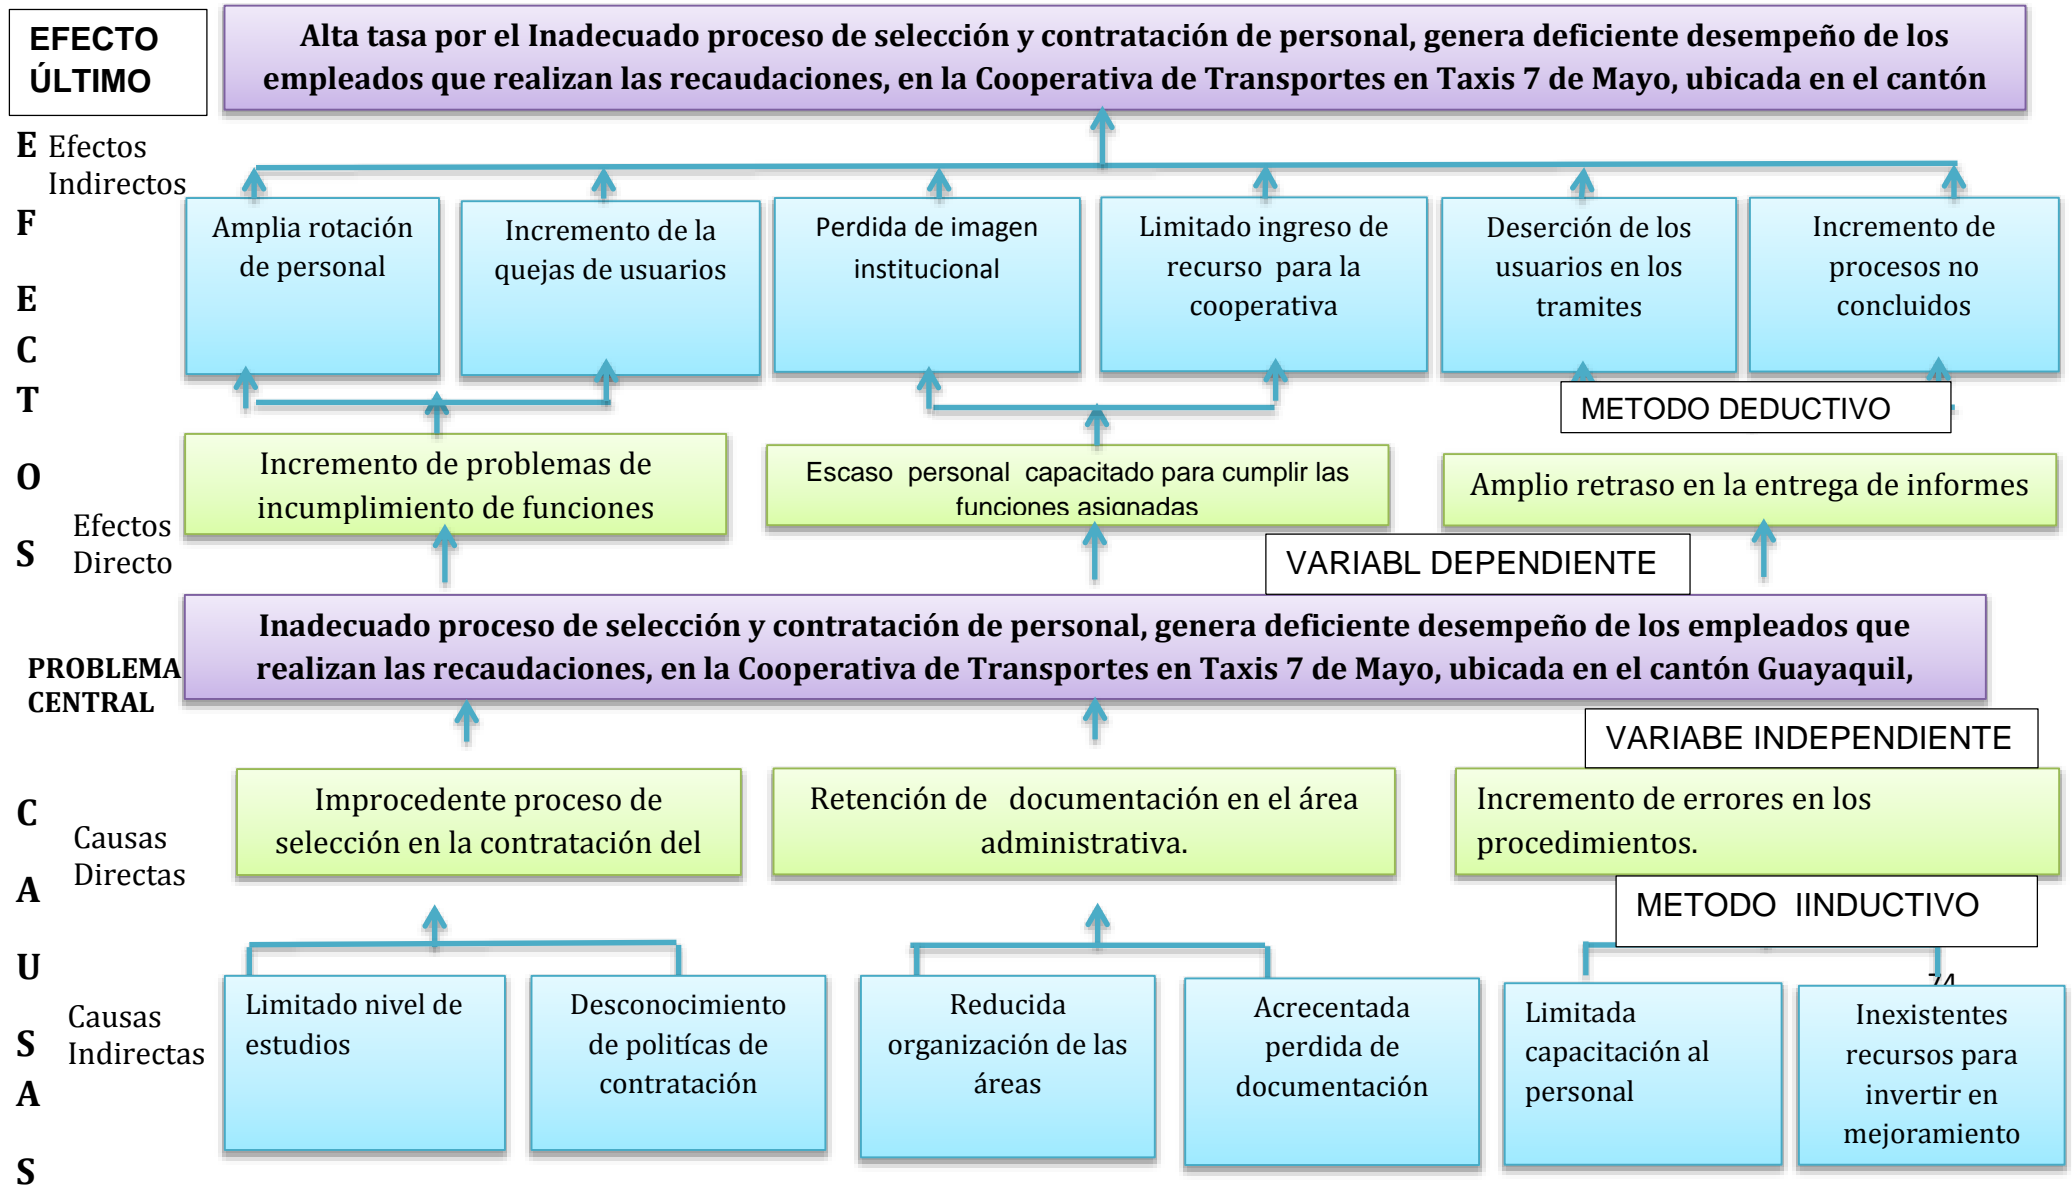 EFECTO
ÚLTIMO
Alta tasa por el Inadecuado proceso de selección y contratación de personal, genera deficiente desempeño de los
empleados que realizan las recaudaciones, en la Cooperativa de Transportes en Taxis 7 de Mayo, ubicada en el cantón
E
F
E
C
T
O
S
Efectos
Indirectos
Amplia rotación
de personal
Incremento de la
quejas de usuarios
Perdida de imagen
institucional
Limitado ingreso de
recurso para la
cooperativa
Deserción de los
usuarios en los
tramites
Incremento de
procesos no
concluidos
METODO DEDUCTIVO
Incremento de problemas de
incumplimiento de funciones
Escaso personal capacitado para cumplir las
funciones asignadas
Amplio retraso en la entrega de informes
Efectos
Directo
VARIABL DEPENDIENTE
PROBLEMA
CENTRAL
Inadecuado proceso de selección y contratación de personal, genera deficiente desempeño de los empleados que
realizan las recaudaciones, en la Cooperativa de Transportes en Taxis 7 de Mayo, ubicada en el cantón Guayaquil,
VARIABE INDEPENDIENTE
C
A
U
S
A
S
Causas
Directas
Improcedente proceso de
selección en la contratación del
Retención de documentación en el área
administrativa.
Incremento de errores en los
procedimientos.
METODO IINDUCTIVO
74
Causas
Indirectas
Limitado nivel de
estudios
Desconocimiento
de politícas de
contratación
Reducida
organización de las
áreas
Acrecentada
perdida de
documentación
Limitada
capacitación al
personal
Inexistentes
recursos para
invertir en
mejoramiento